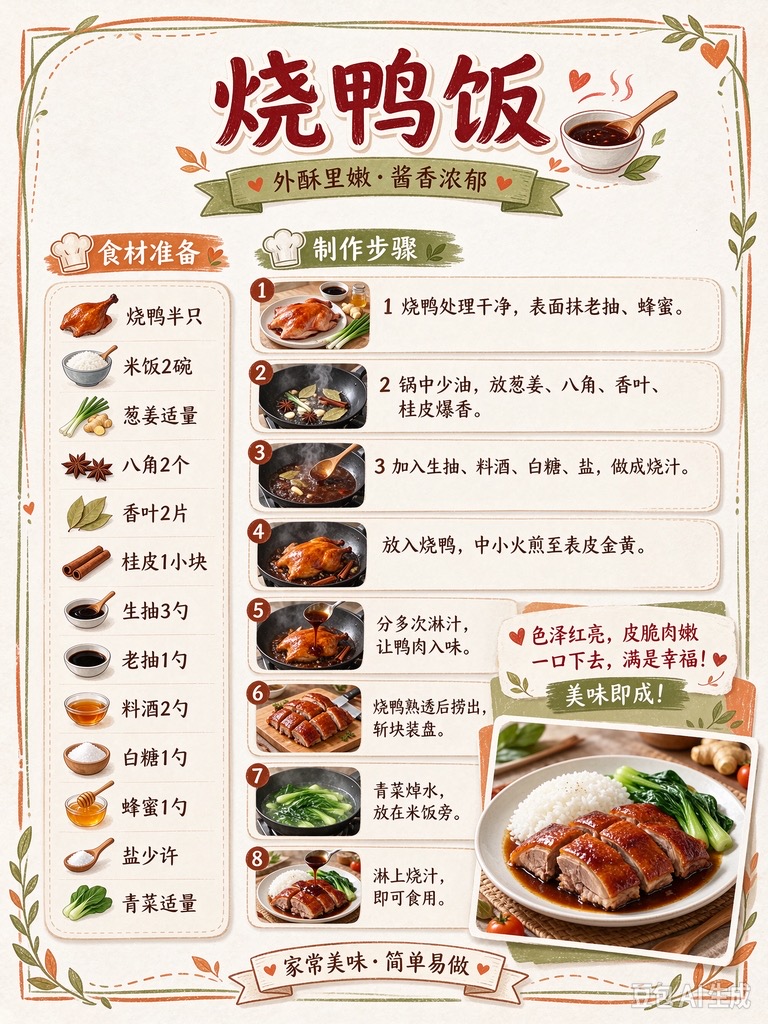 烧鸭饭
外酥里嫩·酱香浓郁
食材准备
烧鸭半只
米饭2碗
葱姜适量
八角2个
香叶2片
桂皮1小块
生抽3勺
老抽1勺
料酒2勺
白糖1勺
蜂蜜1勺
盐少许
青菜适量
制作步骤
1
1 烧鸭处理干净，表面抹老抽、蜂蜜。
2
2 锅中少油，放葱姜、八角、香叶、
桂皮爆香。
3
3 加入生抽、料酒、白糖、盐，做成烧汁。
4
放入烧鸭，中小火煎至表皮金黄。
5
分多次淋汁，
让鸭肉入味。
6
烧鸭熟透后捞出，
斩块装盘。
7
青菜焯水，
放在米饭旁。
8
淋上烧汁，
即可食用。
色泽红亮，皮脆肉嫩
一口下去，满是幸福！
美味即成！
家常美味·简单易做
豆包AI生成